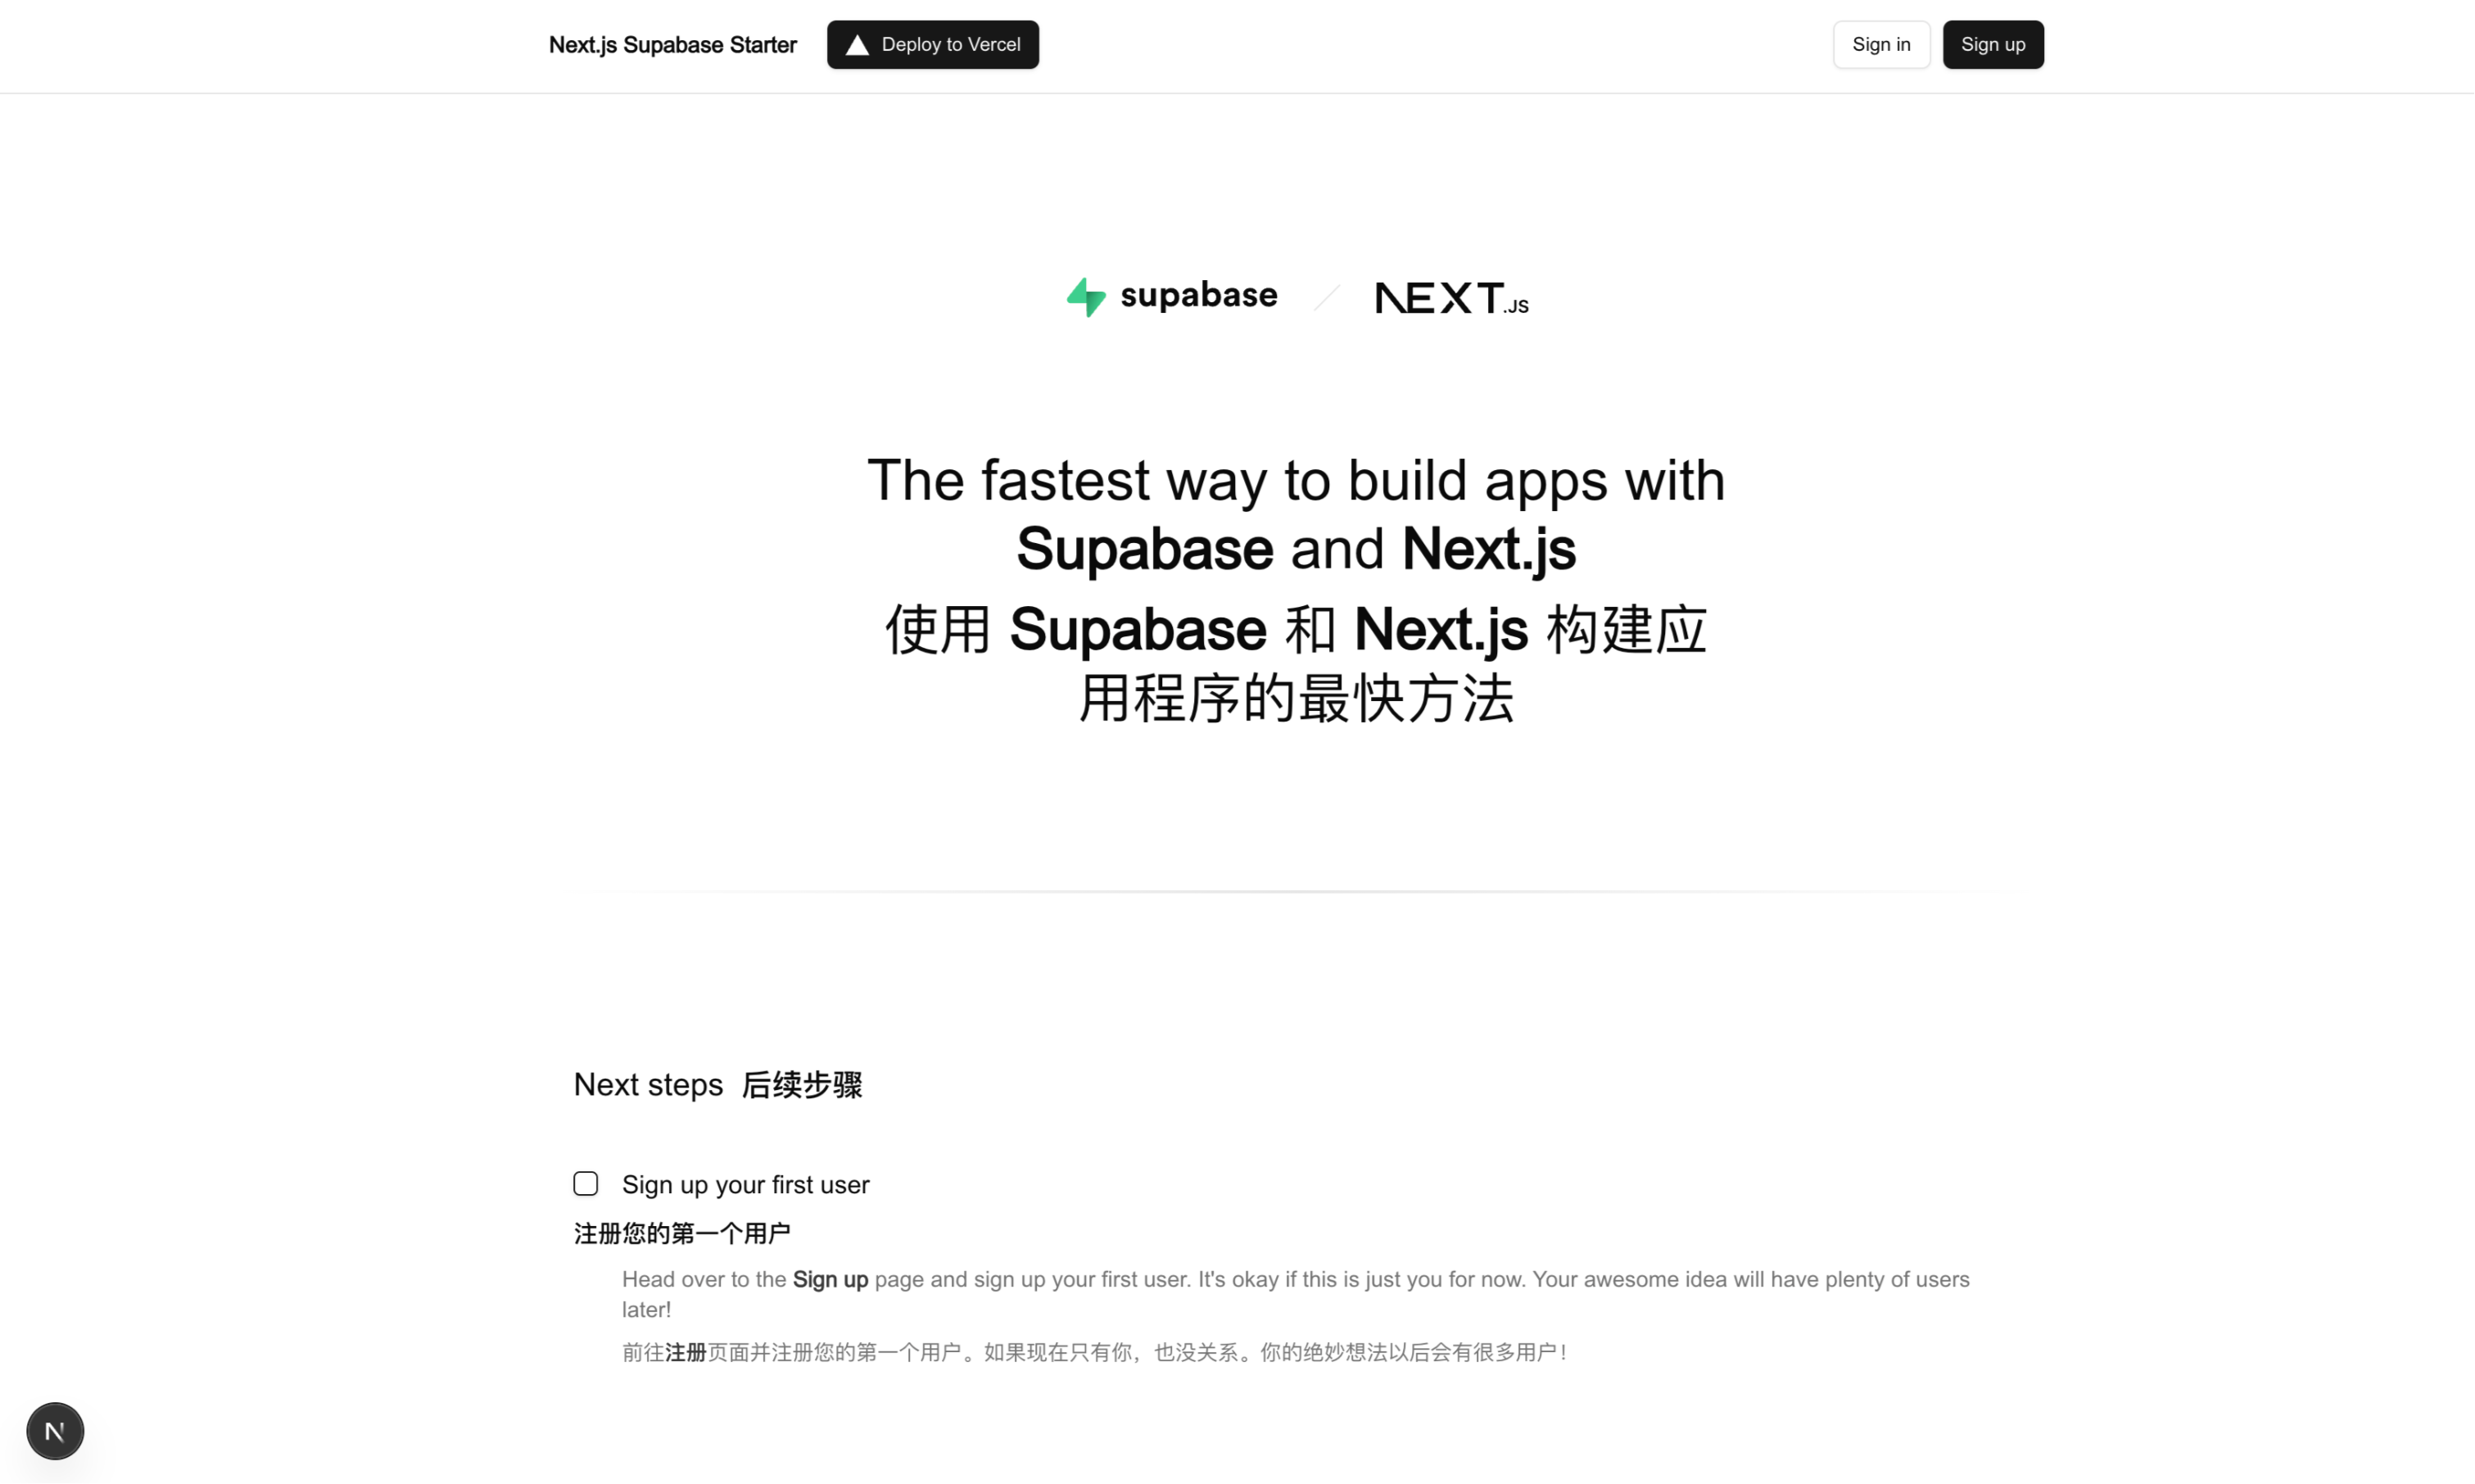 Next.js Supabase Starter
Deploy to Vercel
Sign in
Sign up
supabase
NEXT.JS
The fastest way to build apps with
Supabase and Next.js
使用 Supabase 和 Next.js 构建应
用程序的最快方法
Next steps 后续步骤
Sign up your first user
注册您的第一个用户
Head over to the Sign up page and sign up your first user. It's okay if this is just you for now. Your awesome idea will have plenty of users
later!
前往注册页面并注册您的第一个用户。如果现在只有你，也没关系。你的绝妙想法以后会有很多用户！
N